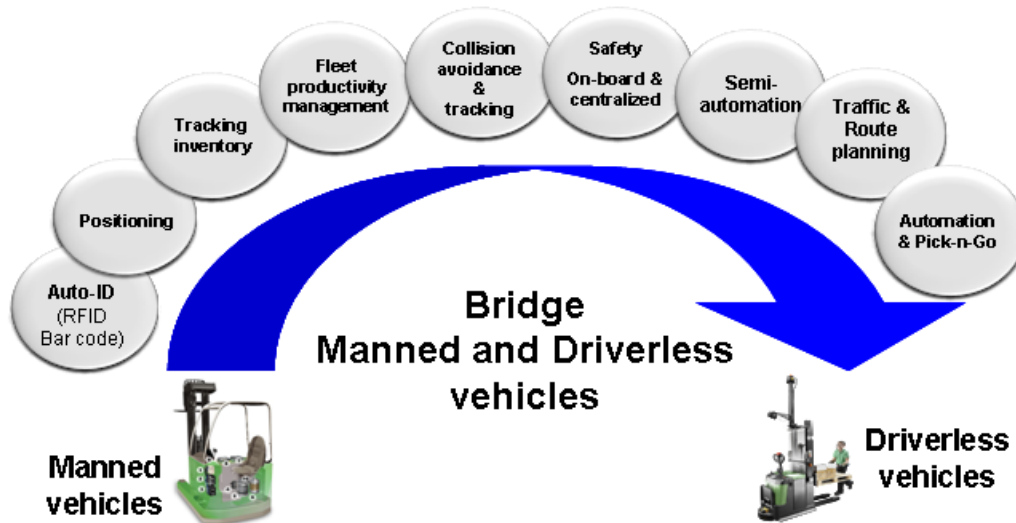 Auto-ID
(RFID
Bar code)
Positioning
Tracking
inventory
Fleet
productivity
management
Collision
avoidance
&
tracking
Safety
On-board &
centralized
Semi-
automation
Traffic &
Route
planning
Automation
& Pick-n-Go
Bridge
Manned and Driverless
vehicles
Manned
vehicles
Driverless
vehicles